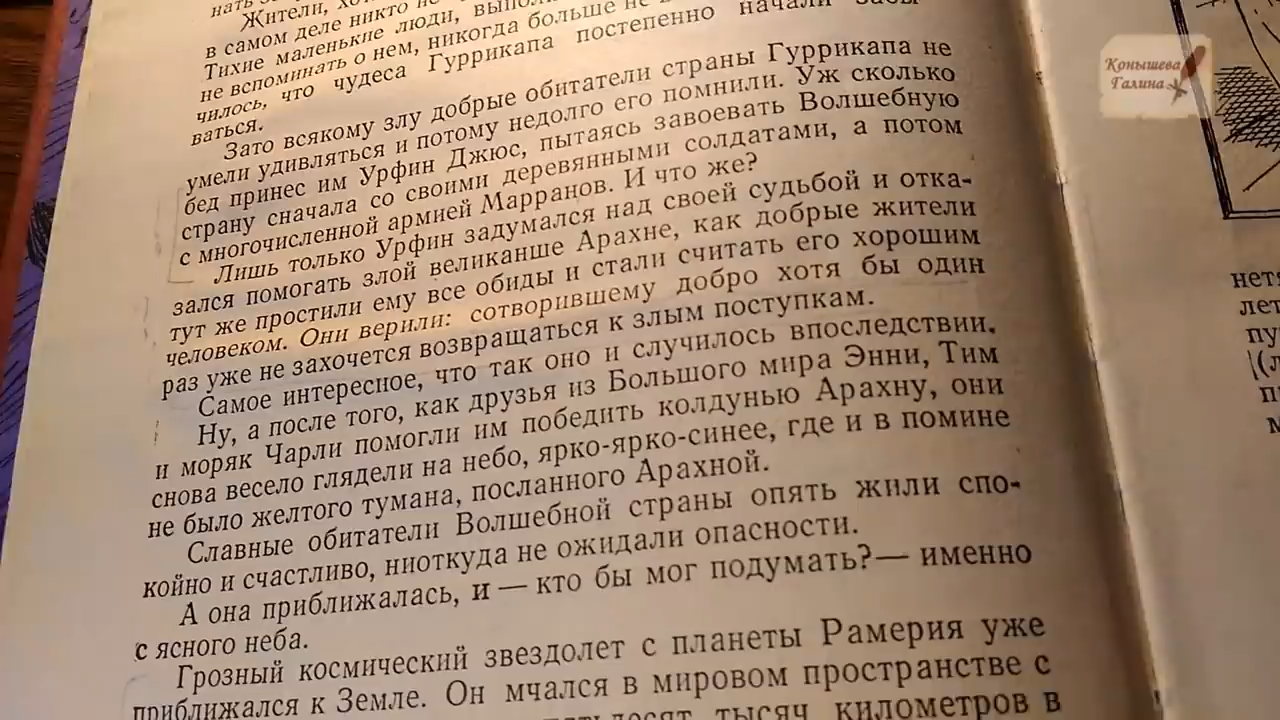 Жители,
в самом деле никто не
Тихие маленькие люди,
не вспоминать о нем, никогда больше не
чилось, что чудеса Гуррикапа постепенно начали забы-
ваться.
Зато всякому злу добрые обитатели страны Гуррикапа не
умели удивляться и потому недолго его помнили. Уж сколько
бед принес им Урфин Джюс, пытаясь завоевать Волшебную
страну сначала со своими деревянными солдатами, а потом
с многочисленной армией Марранов. И что же?
Лишь только Урфин задумался над своей судьбой и отка-
зался помогать злой великанше Арахне, как добрые жители
тут же простили ему все обиды и стали считать его хорошим
человеком. Они верили: сотворившему добро хотя бы один
раз уже не захочется возвращаться к злым поступкам.
Самое интересное, что так оно и случилось впоследствии.
Ну, а после того, как друзья из Большого мира Энни, Тим
и моряк Чарли помогли им победить колдунью Арахну, они
снова весело глядели на небо, ярко-ярко-синее, где и в помине
не было желтого тумана, посланного Арахной.
Славные обитатели Волшебной страны опять жили спо-
койно и счастливо, ниоткуда не ожидали опасности.
А она приближалась, и — кто бы мог подумать? — именно
с ясного неба.
Грозный космический звездолет с планеты Рамерия уже
приближался к Земле. Он мчался в мировом пространстве с
тысяч километров в
Конышева
Галина